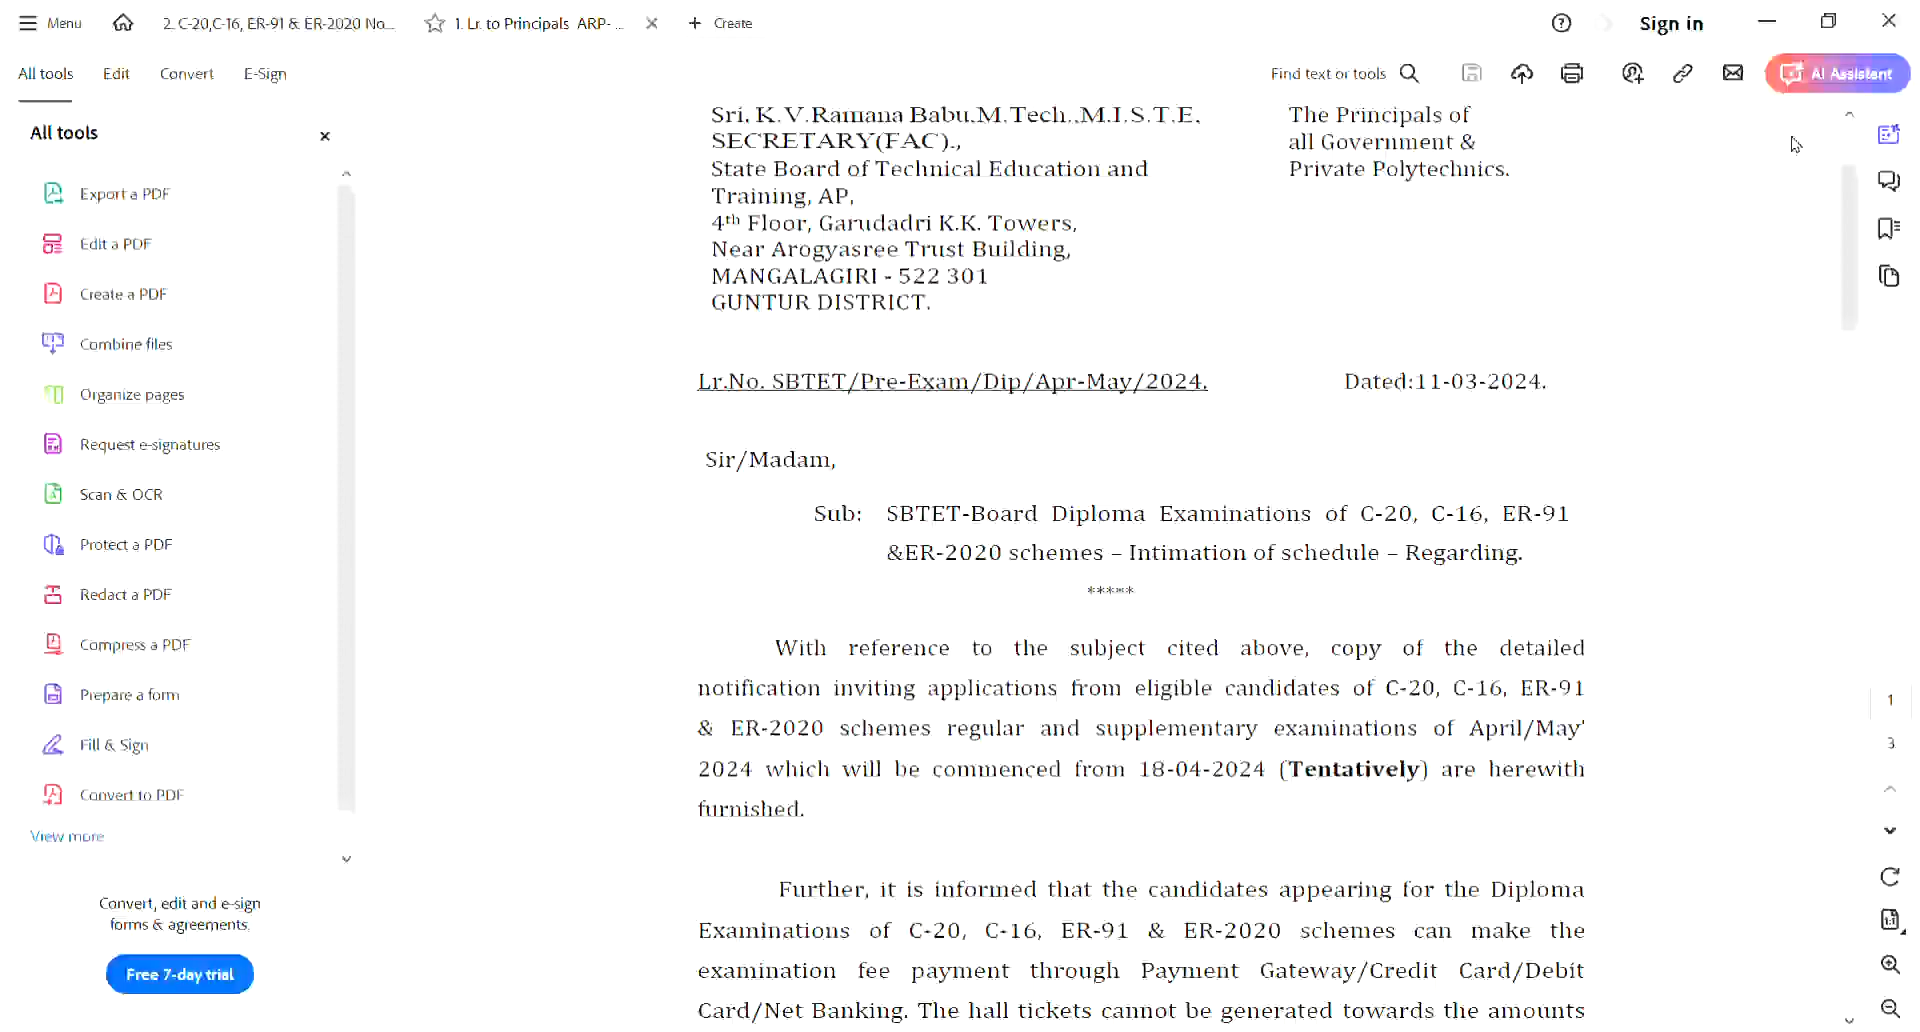 Menu
2. C-20,C-16, ER-91 & ER-2020 No...
1. Lr. to Principals ARP- ...
Create
Sign in
All tools
Edit
Convert
E-Sign
Find text or tools
AI Assistant
All tools
Export a PDF
Edit a PDF
Create a PDF
Combine files
Organize pages
Request e-signatures
Scan & OCR
Protect a PDF
Redact a PDF
Compress a PDF
Prepare a form
Fill & Sign
Convert to PDF
View more
Convert, edit and e-sign
forms & agreements.
Free 7-day trial
Sri. K.V.Ramana Babu,M.Tech.,M.I.S.T.E,
SECRETARY(FAC).,
State Board of Technical Education and
Training, AP,
4th Floor, Garudadri K.K. Towers,
Near Arogyasree Trust Building,
MANGALAGIRI - 522 301
GUNTUR DISTRICT.
The Principals of
all Government &
Private Polytechnics.
Lr.No. SBTET/Pre-Exam/Dip/Apr-May/2024. Dated:11-03-2024.
Sir/Madam,
Sub: SBTET-Board Diploma Examinations of C-20, C-16, ER-91
&ER-2020 schemes – Intimation of schedule – Regarding.
*****
With reference to the subject cited above, copy of the detailed
notification inviting applications from eligible candidates of C-20, C-16, ER-91
& ER-2020 schemes regular and supplementary examinations of April/May'
2024 which will be commenced from 18-04-2024 (Tentatively) are herewith
furnished.
Further, it is informed that the candidates appearing for the Diploma
Examinations of C-20, C-16, ER-91 & ER-2020 schemes can make the
examination fee payment through Payment Gateway/Credit Card/Debit
Card/Net Banking. The hall tickets cannot be generated towards the amounts
1
3